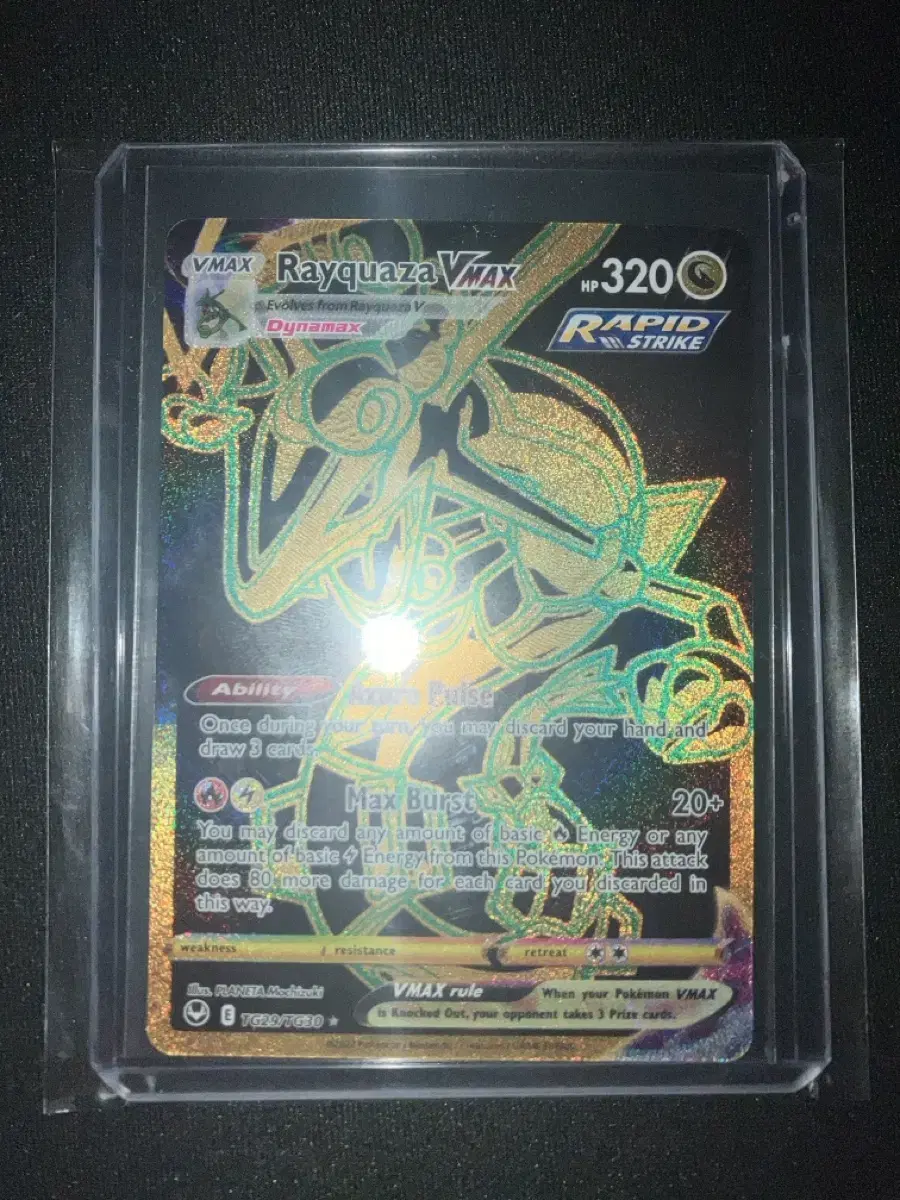 VMAX Rayquaza VMAX HP 320
Evolves from Rayquaza V
Dynamax
RAPID
STRIKE
Ability Azure Pulse
Once during your turn, you may discard your hand and
draw 3 cards.
Max Burst 20+
You may discard any amount of basic Energy or any
amount of basic Energy from this Pokémon. This attack
does 80 more damage for each card you discarded in
this way.
weakness resistance retreat
Illus. PLANETA Mochizuki
VMAX rule When your Pokémon VMAX
is Knocked Out, your opponent takes 3 Prize cards.
E TG29/TG30